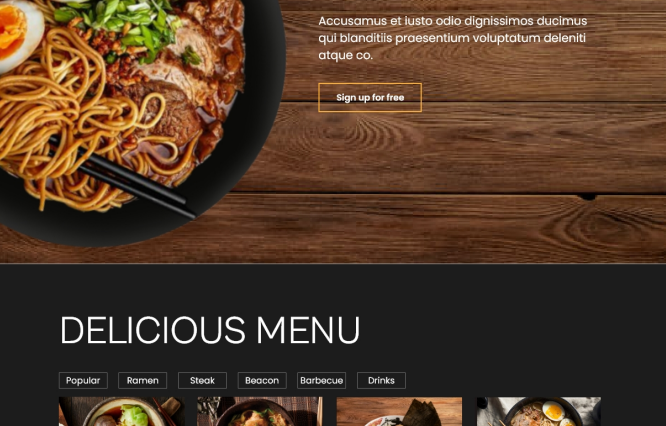 Accusamus et iusto odio dignissimos ducimus
qui blanditiis praesentium voluptatum deleniti
atque co.
Sign up for free
DELICIOUS MENU
Popular
Ramen
Steak
Beacon
Barbecue
Drinks